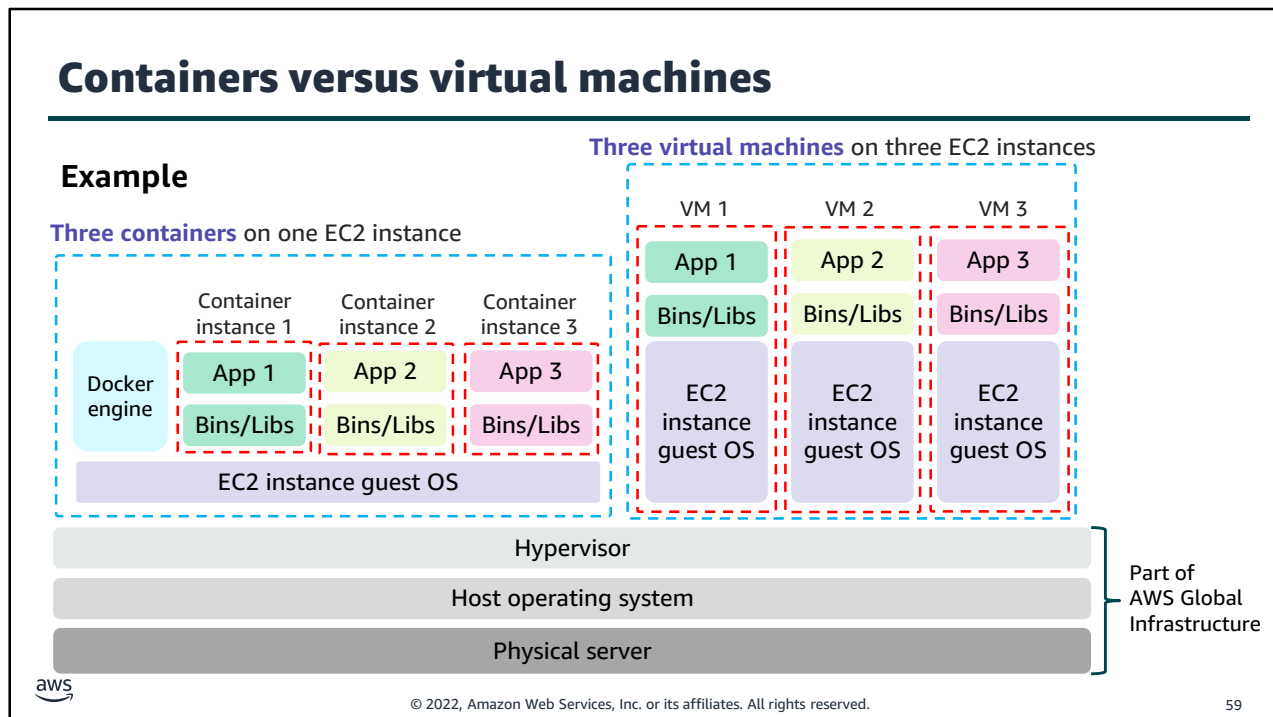 Containers versus virtual machines
Example
Three containers on one EC2 instance
Container
instance 1
Container
instance 2
Container
instance 3
Docker
engine
App 1
App 2
App 3
Bins/Libs
Bins/Libs
Bins/Libs
EC2 instance guest OS
Three virtual machines on three EC2 instances
VM 1
VM 2
VM 3
App 1
App 2
App 3
Bins/Libs
Bins/Libs
Bins/Libs
EC2
instance
guest OS
EC2
instance
guest OS
EC2
instance
guest OS
Hypervisor
Host operating system
Physical server
Part of
AWS Global
Infrastructure
aws
© 2022, Amazon Web Services, Inc. or its affiliates. All rights reserved.
59